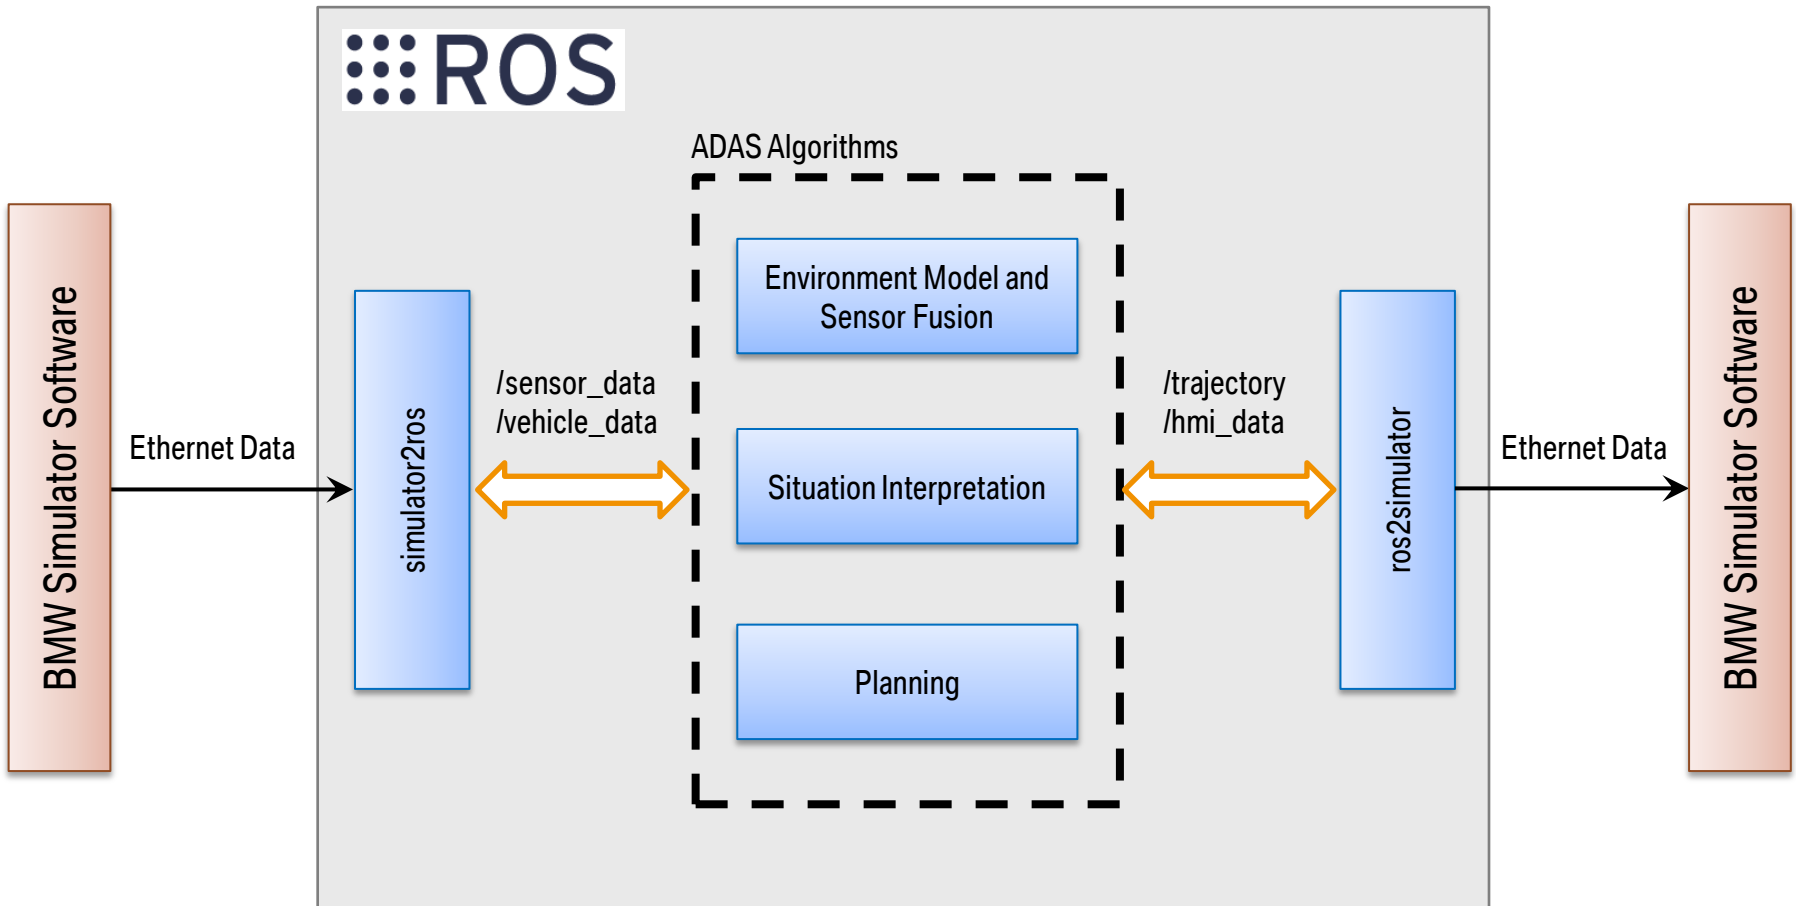 ROS
ADAS Algorithms
BMW Simulator Software
Ethernet Data
simulator2ros
/sensor_data
/vehicle_data
Environment Model and
Sensor Fusion
Situation Interpretation
Planning
/trajectory
/hmi_data
ros2simulator
Ethernet Data
BMW Simulator Software